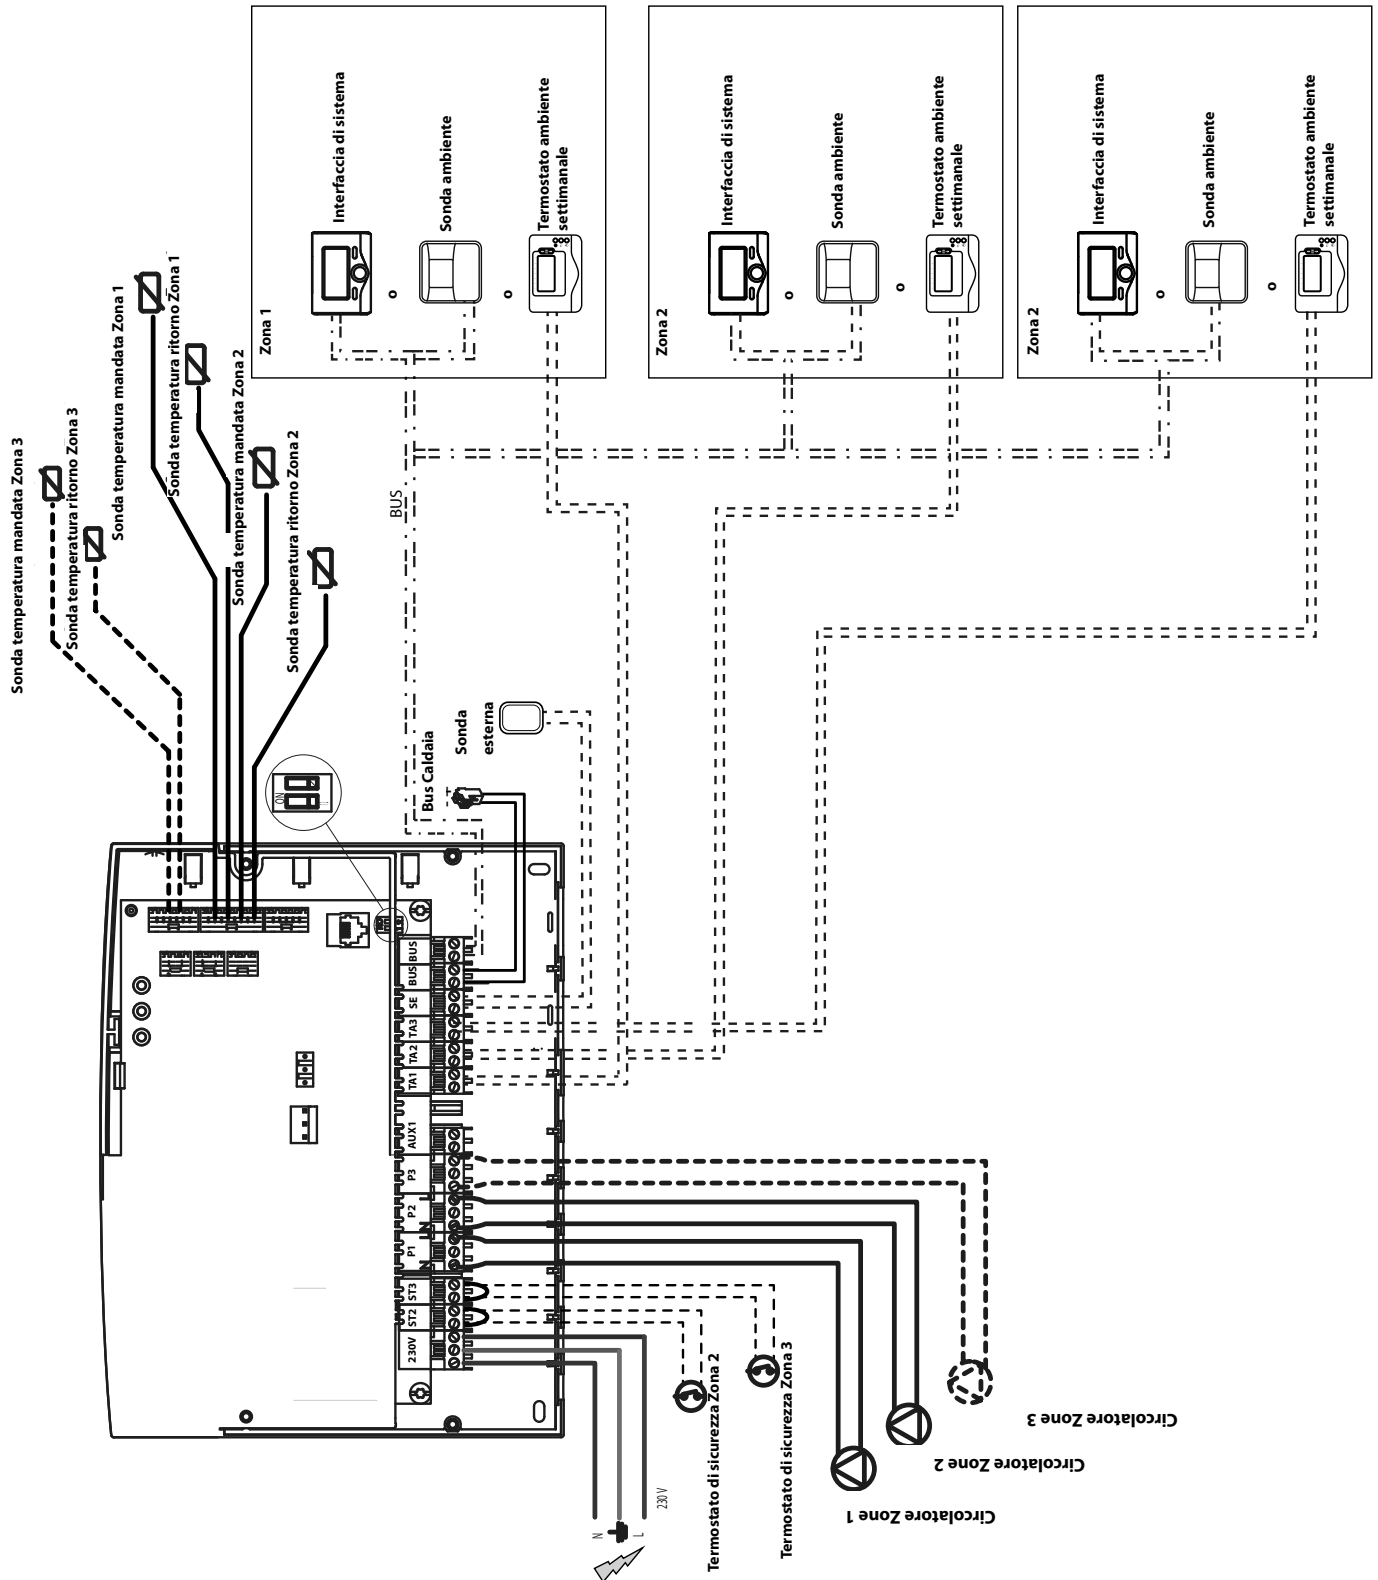 Sonda temperatura mandata Zona 3
Sonda temperatura ritorno Zona 3
Sonda temperatura mandata Zona 1
Sonda temperatura ritorno Zona 1
Sonda temperatura mandata Zona 2
Sonda temperatura ritorno Zona 2
Zona 1
Interfaccia di sistema
o
Sonda ambiente
o
Termostato ambiente
settimanale
Zona 2
Interfaccia di sistema
o
Sonda ambiente
o
Termostato ambiente
settimanale
Zona 2
Interfaccia di sistema
o
Sonda ambiente
o
Termostato ambiente
settimanale
BUS
Bus Caldaia
Sonda
esterna
ON
230V
ST2
ST3
P1
P2
P3
AUX1
TA1
TA2
TA3
SE
BUS
BUS
N
L
N
L
N
L
230 V
Termostato di sicurezza Zona 2
Termostato di sicurezza Zona 3
Circolatore Zone 1
Circolatore Zone 2
Circolatore Zone 3